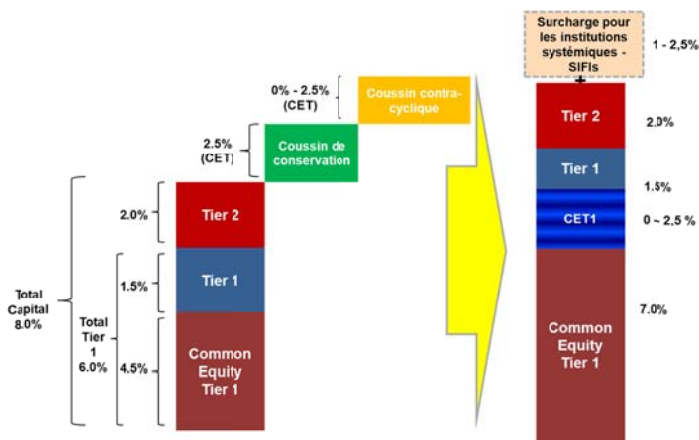 Surcharge pour
les institutions
systémiques -
SIFIs
1 - 2,5%
0% - 2.5%
(CET)
Coussin contra-
cyclique
2.5%
(CET)
Coussin de
conservation
2.0%
Tier 2
1.5%
Tier 1
Total
Capital
8.0%
Total
Tier
1
6.0%
4.5%
Common
Equity
Tier 1
Tier 2
2.0%
Tier 1
1.5%
CET1
0 ~ 2,5 %
7.0%
Common
Equity
Tier 1